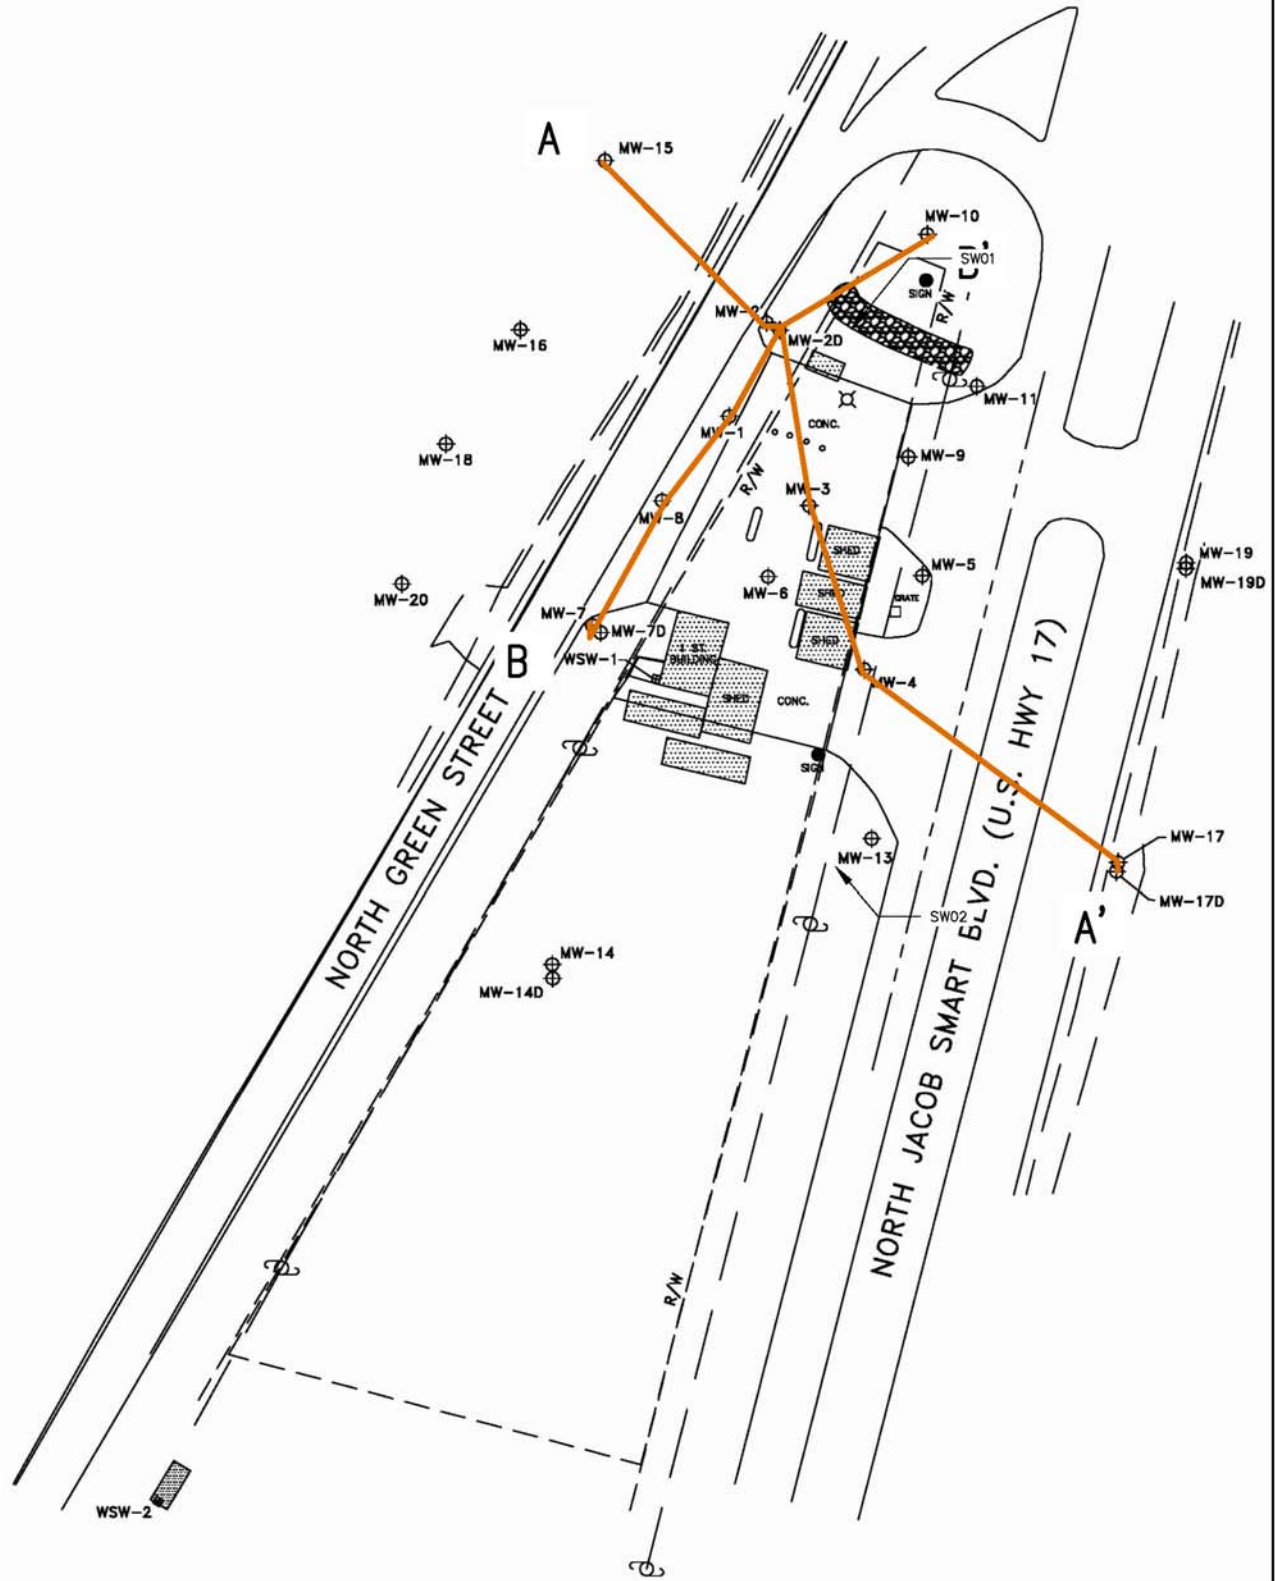 A
MW-15
MW-10
B'
SW01
SIGN
R/W
MW-2
MW-2D
MW-16
MW-11
CONC.
MW-1
MW-18
MW-9
R/W
MW-3
MW-8
SHED
MW-19
MW-5
MW-19D
MW-6
MW-20
SHED
GRATE
MW-7
MW-7D
SHED
B
WSW-1
1 ST.
BUILDING
MW-4
SHED
CONC.
SIGN
NORTH GREEN STREET
NORTH JACOB SMART BLVD. (U.S. HWY 17)
MW-17
MW-13
MW-17D
SW02
A'
MW-14
MW-14D
R/W
WSW-2